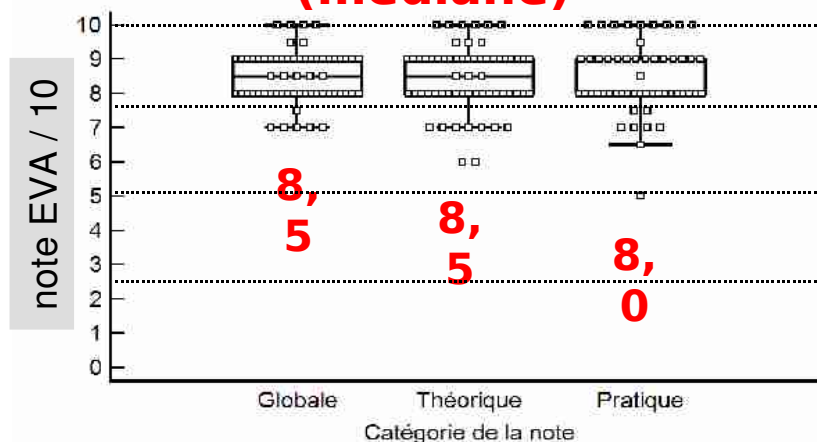 (médiane)
10
9
8
7
6
5
4
3
2
1
0
note EVA / 10
8,
5
8,
5
8,
0
Globale
Théorique
Pratique
Catégorie de la note